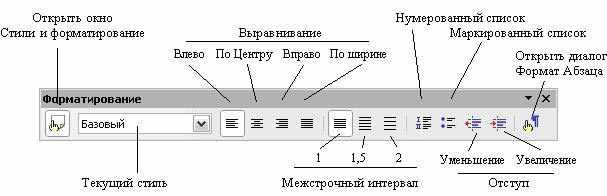 Открыть окно
Стили и форматирование
Выравнивание
Влево
По Центру
Вправо
По ширине
Нумерованный список
Маркированный список
Открыть диалог
Формат Абзаца
Форматирование
Базовый
Текущий стиль
1
1,5
2
Межстрочный интервал
Уменьшение
Увеличение
Отступ